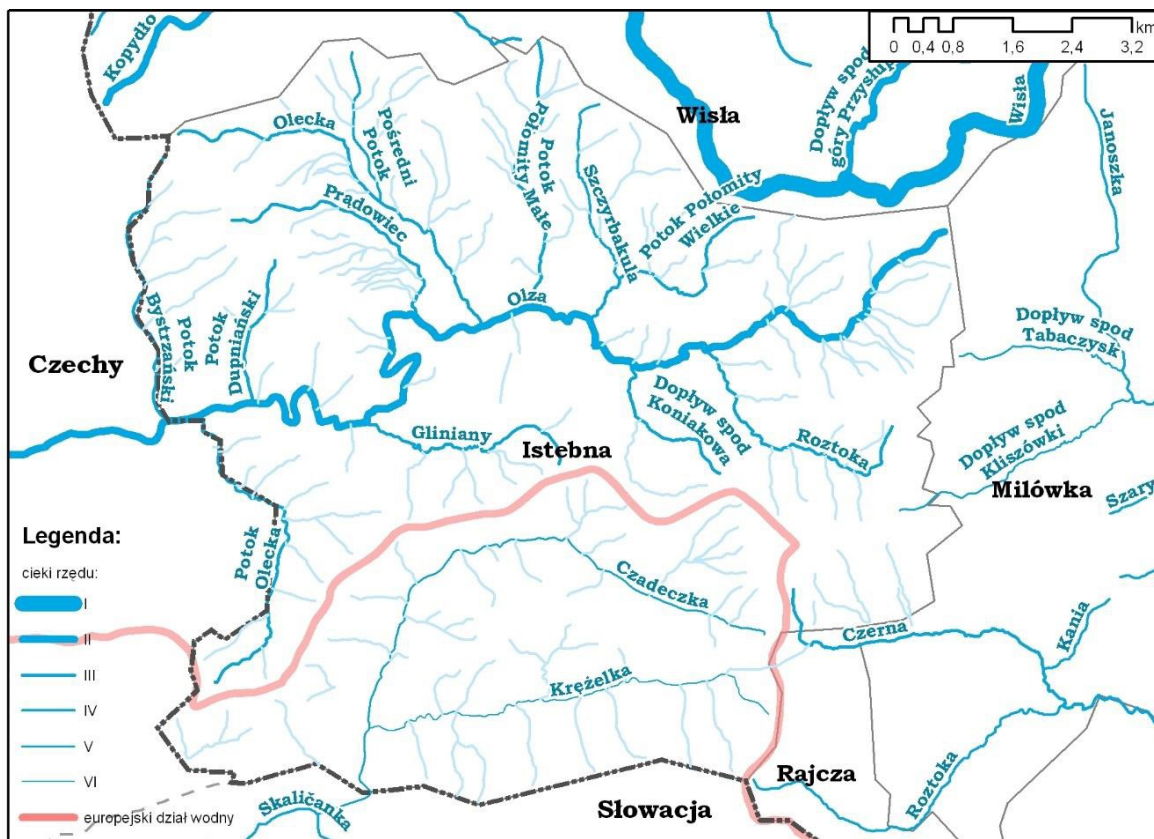 Kopydło
km
0 0,4 0,8 1,6 2,4 3,2
Wisła
Dopływ spod
góry Przysłup
Wisła
Janoszka
Olecka
Pośredni
Potok
Potok
Połomity Małe
Szczyrbakula
Potok Połomity
Wielkie
Prądowiec
Olza
Bystrzański
Potok
Potok
Dupniański
Czechy
Dopływ spod
Tabaczysk
Dopływ spod
Koniakowa
Gliniany
Istebna
Roztoka
Dopływ spod
Kliszówki
Milówka
Szary
Potok
Olecka
Czadeczka
Czerna
Kania
Krężelka
Rajcza
Roztoka
Słowacja
Skaličanka
Legenda:
cieki rzędu:
I
II
III
IV
V
VI
europejski dział wodny